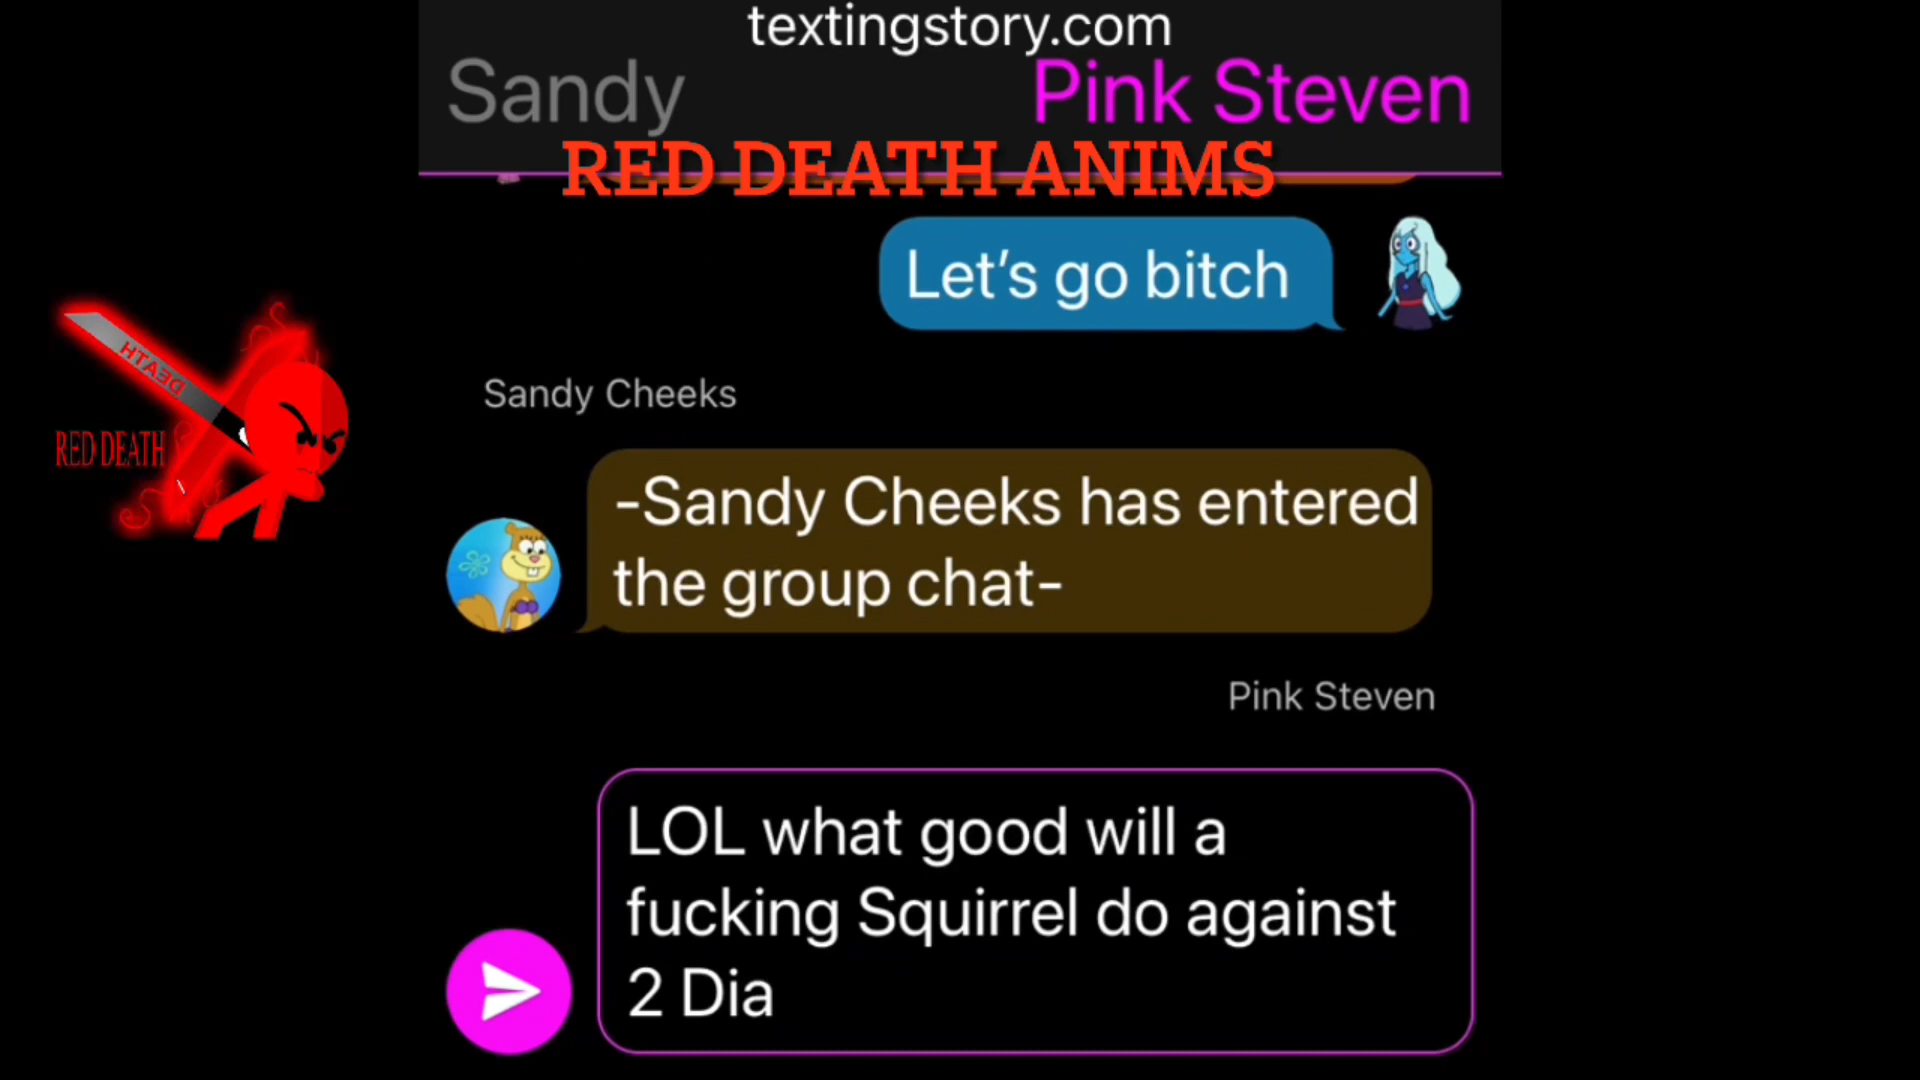 textingstory.com
Sandy
Pink Steven
RED DEATH ANIMS
Let’s go bitch
DEATH
RED DEATH
Sandy Cheeks
-Sandy Cheeks has entered
the group chat-
Pink Steven
LOL what good will a
fucking Squirrel do against
2 Dia